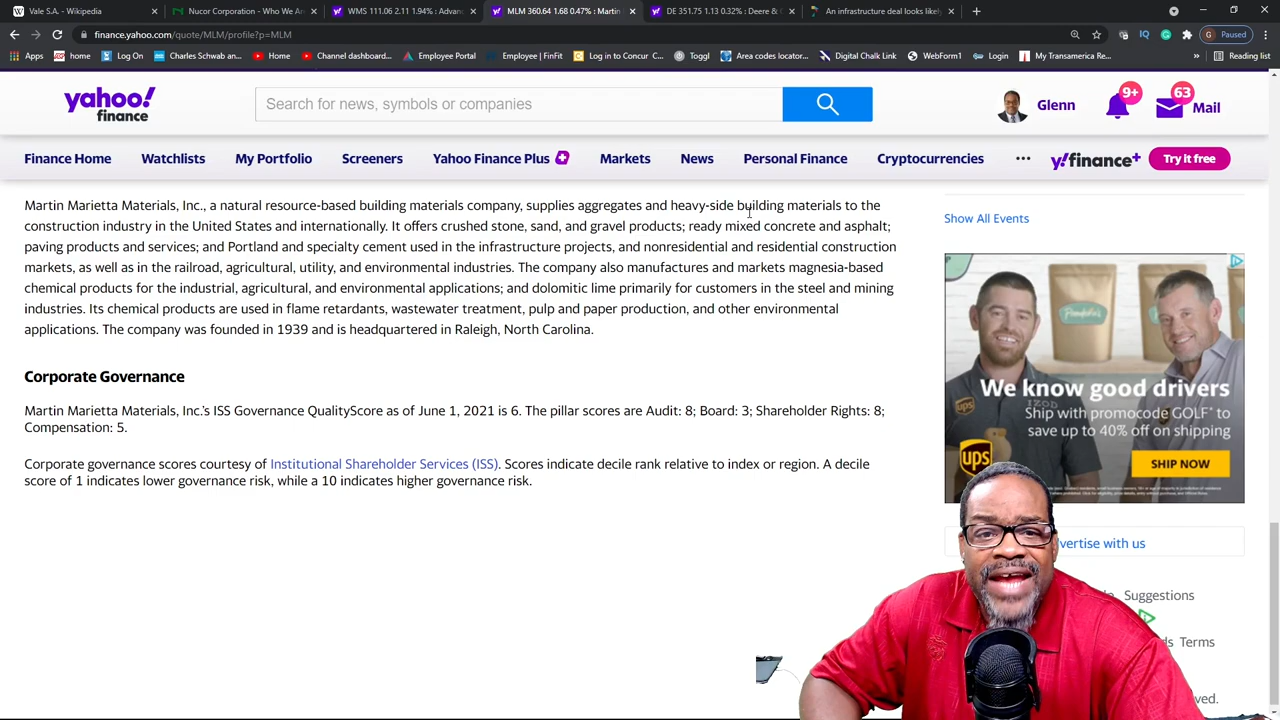 Vale S.A. - Wikipedia
Nucor Corporation – Who We Are
WMS 111.06 2.11 1.94% : Advanc
MLM 360.64 1.68 0.47% : Martin
DE 351.75 1.13 0.32% : Deere & C
An infrastructure deal looks likely
finance.yahoo.com/quote/MLM/profile?p=MLM
Paused
Apps
home
Log On
Charles Schwab an...
Home
Channel dashboard...
Employee Portal
Employee | FinFit
Log in to Concur C...
Toggl
Area codes locator...
Digital Chalk Link
WebForm1
Login
My Transamerica Re...
Reading list
yahoo!
finance
Search for news, symbols or companies
Glenn
9+
63
Mail
Finance Home
Watchlists
My Portfolio
Screeners
Yahoo Finance Plus
Markets
News
Personal Finance
Cryptocurrencies
y!finance+
Try it free
Martin Marietta Materials, Inc., a natural resource-based building materials company, supplies aggregates and heavy-side building materials to the
construction industry in the United States and internationally. It offers crushed stone, sand, and gravel products; ready mixed concrete and asphalt;
paving products and services; and Portland and specialty cement used in the infrastructure projects, and nonresidential and residential construction
markets, as well as in the railroad, agricultural, utility, and environmental industries. The company also manufactures and markets magnesia-based
chemical products for the industrial, agricultural, and environmental applications; and dolomitic lime primarily for customers in the steel and mining
industries. Its chemical products are used in flame retardants, wastewater treatment, pulp and paper production, and other environmental
applications. The company was founded in 1939 and is headquartered in Raleigh, North Carolina.
Corporate Governance
Martin Marietta Materials, Inc.'s ISS Governance QualityScore as of June 1, 2021 is 6. The pillar scores are Audit: 8; Board: 3; Shareholder Rights: 8;
Compensation: 5.
Corporate governance scores courtesy of Institutional Shareholder Services (ISS). Scores indicate decile rank relative to index or region. A decile
score of 1 indicates lower governance risk, while a 10 indicates higher governance risk.
Show All Events
We know good drivers
Ship with promocode GOLF* to
save up to 40% off on shipping
IZOD
ups
ups
SHIP NOW
vertise with us
Suggestions
Terms
ved.